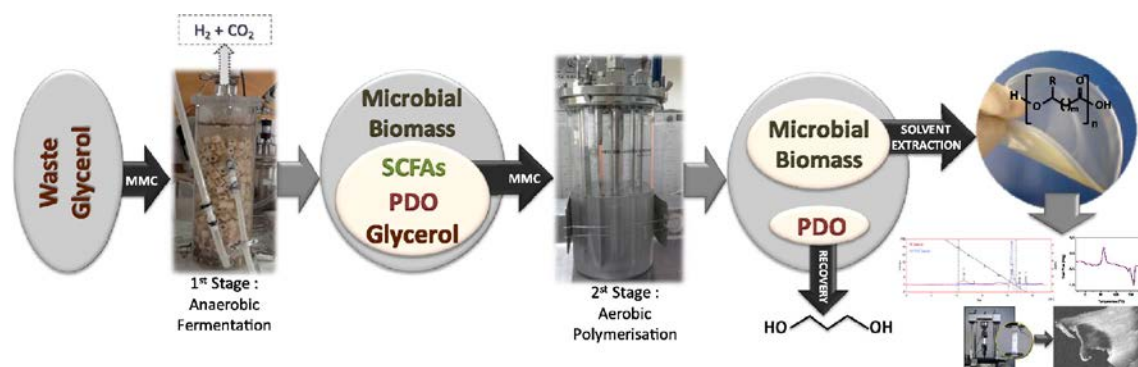 H2 + CO2
Waste
Glycerol
MMC
1st Stage :
Anaerobic
Fermentation
Microbial
Biomass
SCFAs
PDO
Glycerol
MMC
2st Stage :
Aerobic
Polymerisation
Microbial
Biomass
PDO
RECOVERY
HO
OH
SOLVENT
EXTRACTION
H
O
R
m
O
OH
n